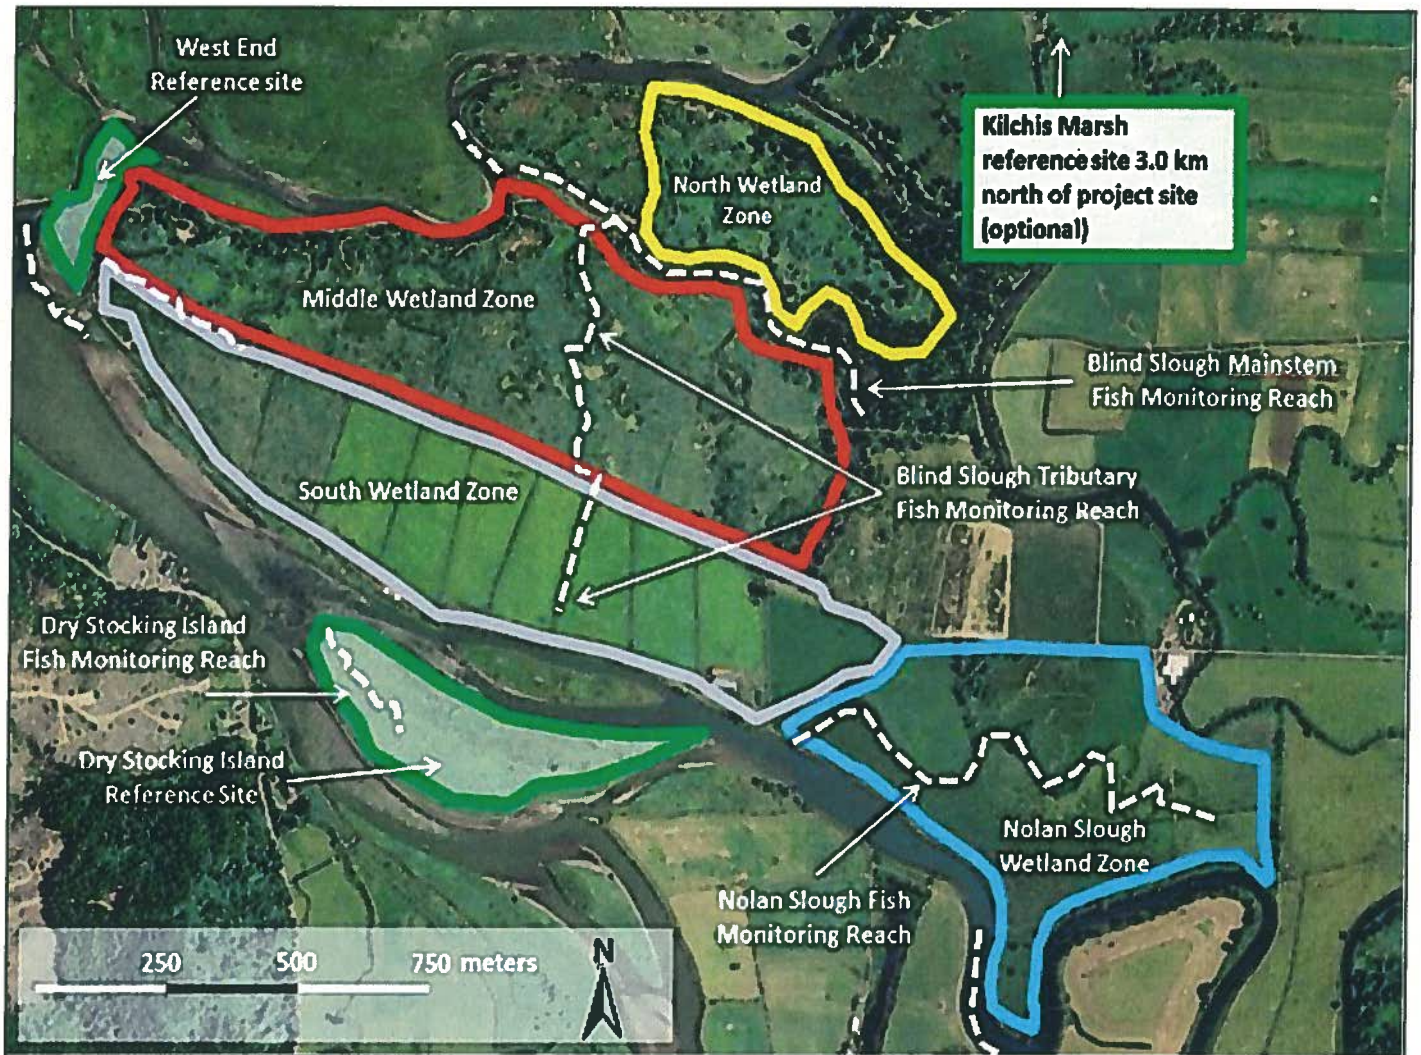 West End
Reference site
Kilchis Marsh
reference site 3.0 km
north of project site
(optional)
North Wetland
Zone
Middle Wetland Zone
Blind Slough Mainstem
Fish Monitoring Reach
Blind Slough Tributary
Fish Monitoring Reach
South Wetland Zone
Dry Stocking Island
Fish Monitoring Reach
Dry Stocking Island
Reference Site
Nolan Slough
Wetland Zone
Nolan Slough Fish
Monitoring Reach
N
250 500 750 meters